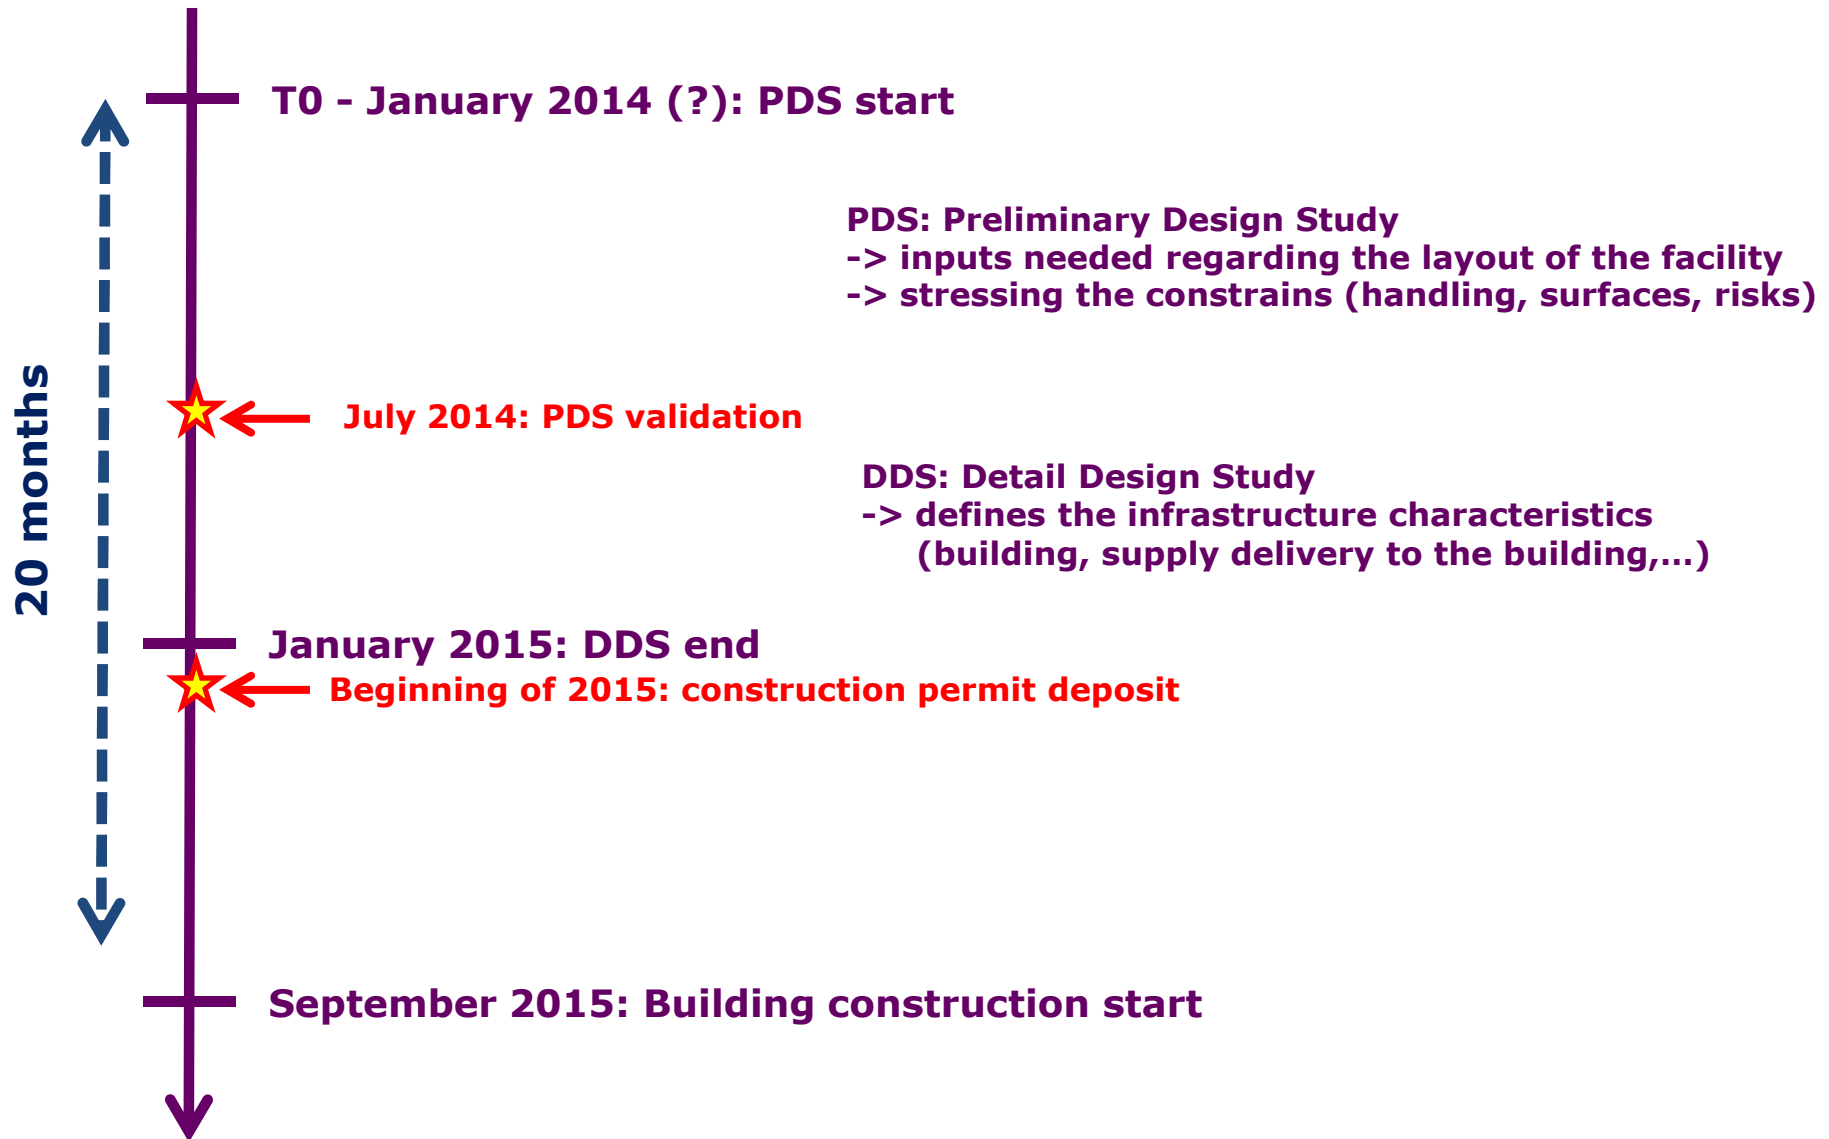 T0 - January 2014 (?): PDS start
PDS: Preliminary Design Study
-> inputs needed regarding the layout of the facility
-> stressing the constrains (handling, surfaces, risks)
20 months
July 2014: PDS validation
DDS: Detail Design Study
-> defines the infrastructure characteristics
(building, supply delivery to the building,...)
January 2015: DDS end
Beginning of 2015: construction permit deposit
September 2015: Building construction start